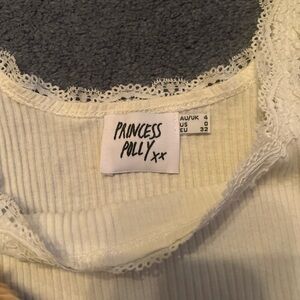 PRINCESS
POLLY xx
AU/UK 4
US 0
EU 32